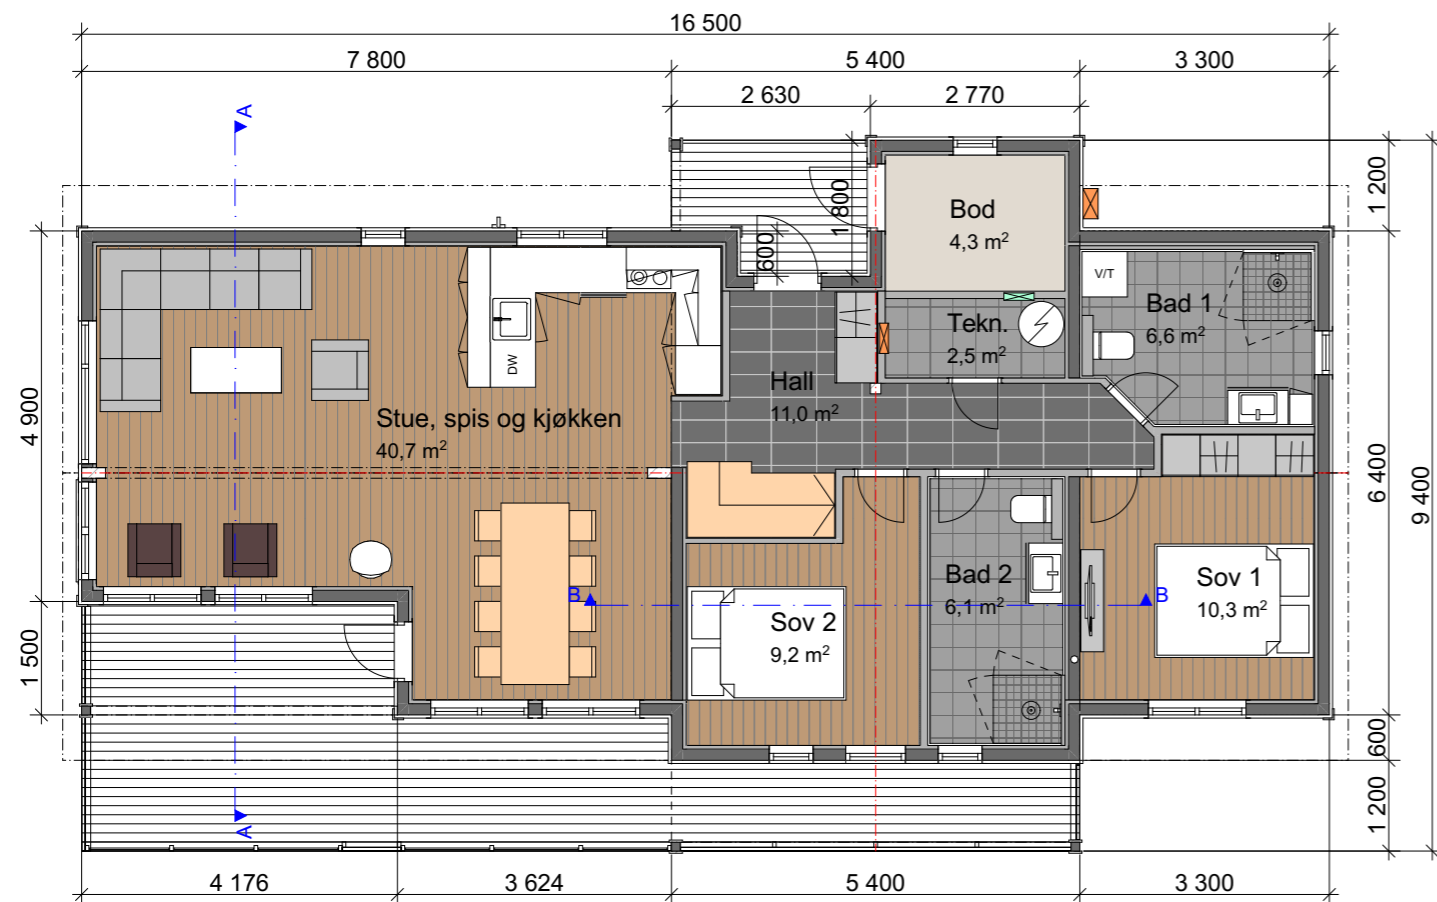 16 500
7 800
5 400
3 300
2 630
2 770
A
1 200
1 800
600
Bod
4,3 m²
V/T
Bad 1
6,6 m²
Tekn.
2,5 m²
DW
Hall
11,0 m²
Stue, spis og kjøkken
40,7 m²
4 900
6 400
9 400
Bad 2
6,1 m²
Sov 1
10,3 m²
B
B
Sov 2
9,2 m²
1 500
600
1 200
A
4 176
3 624
5 400
3 300